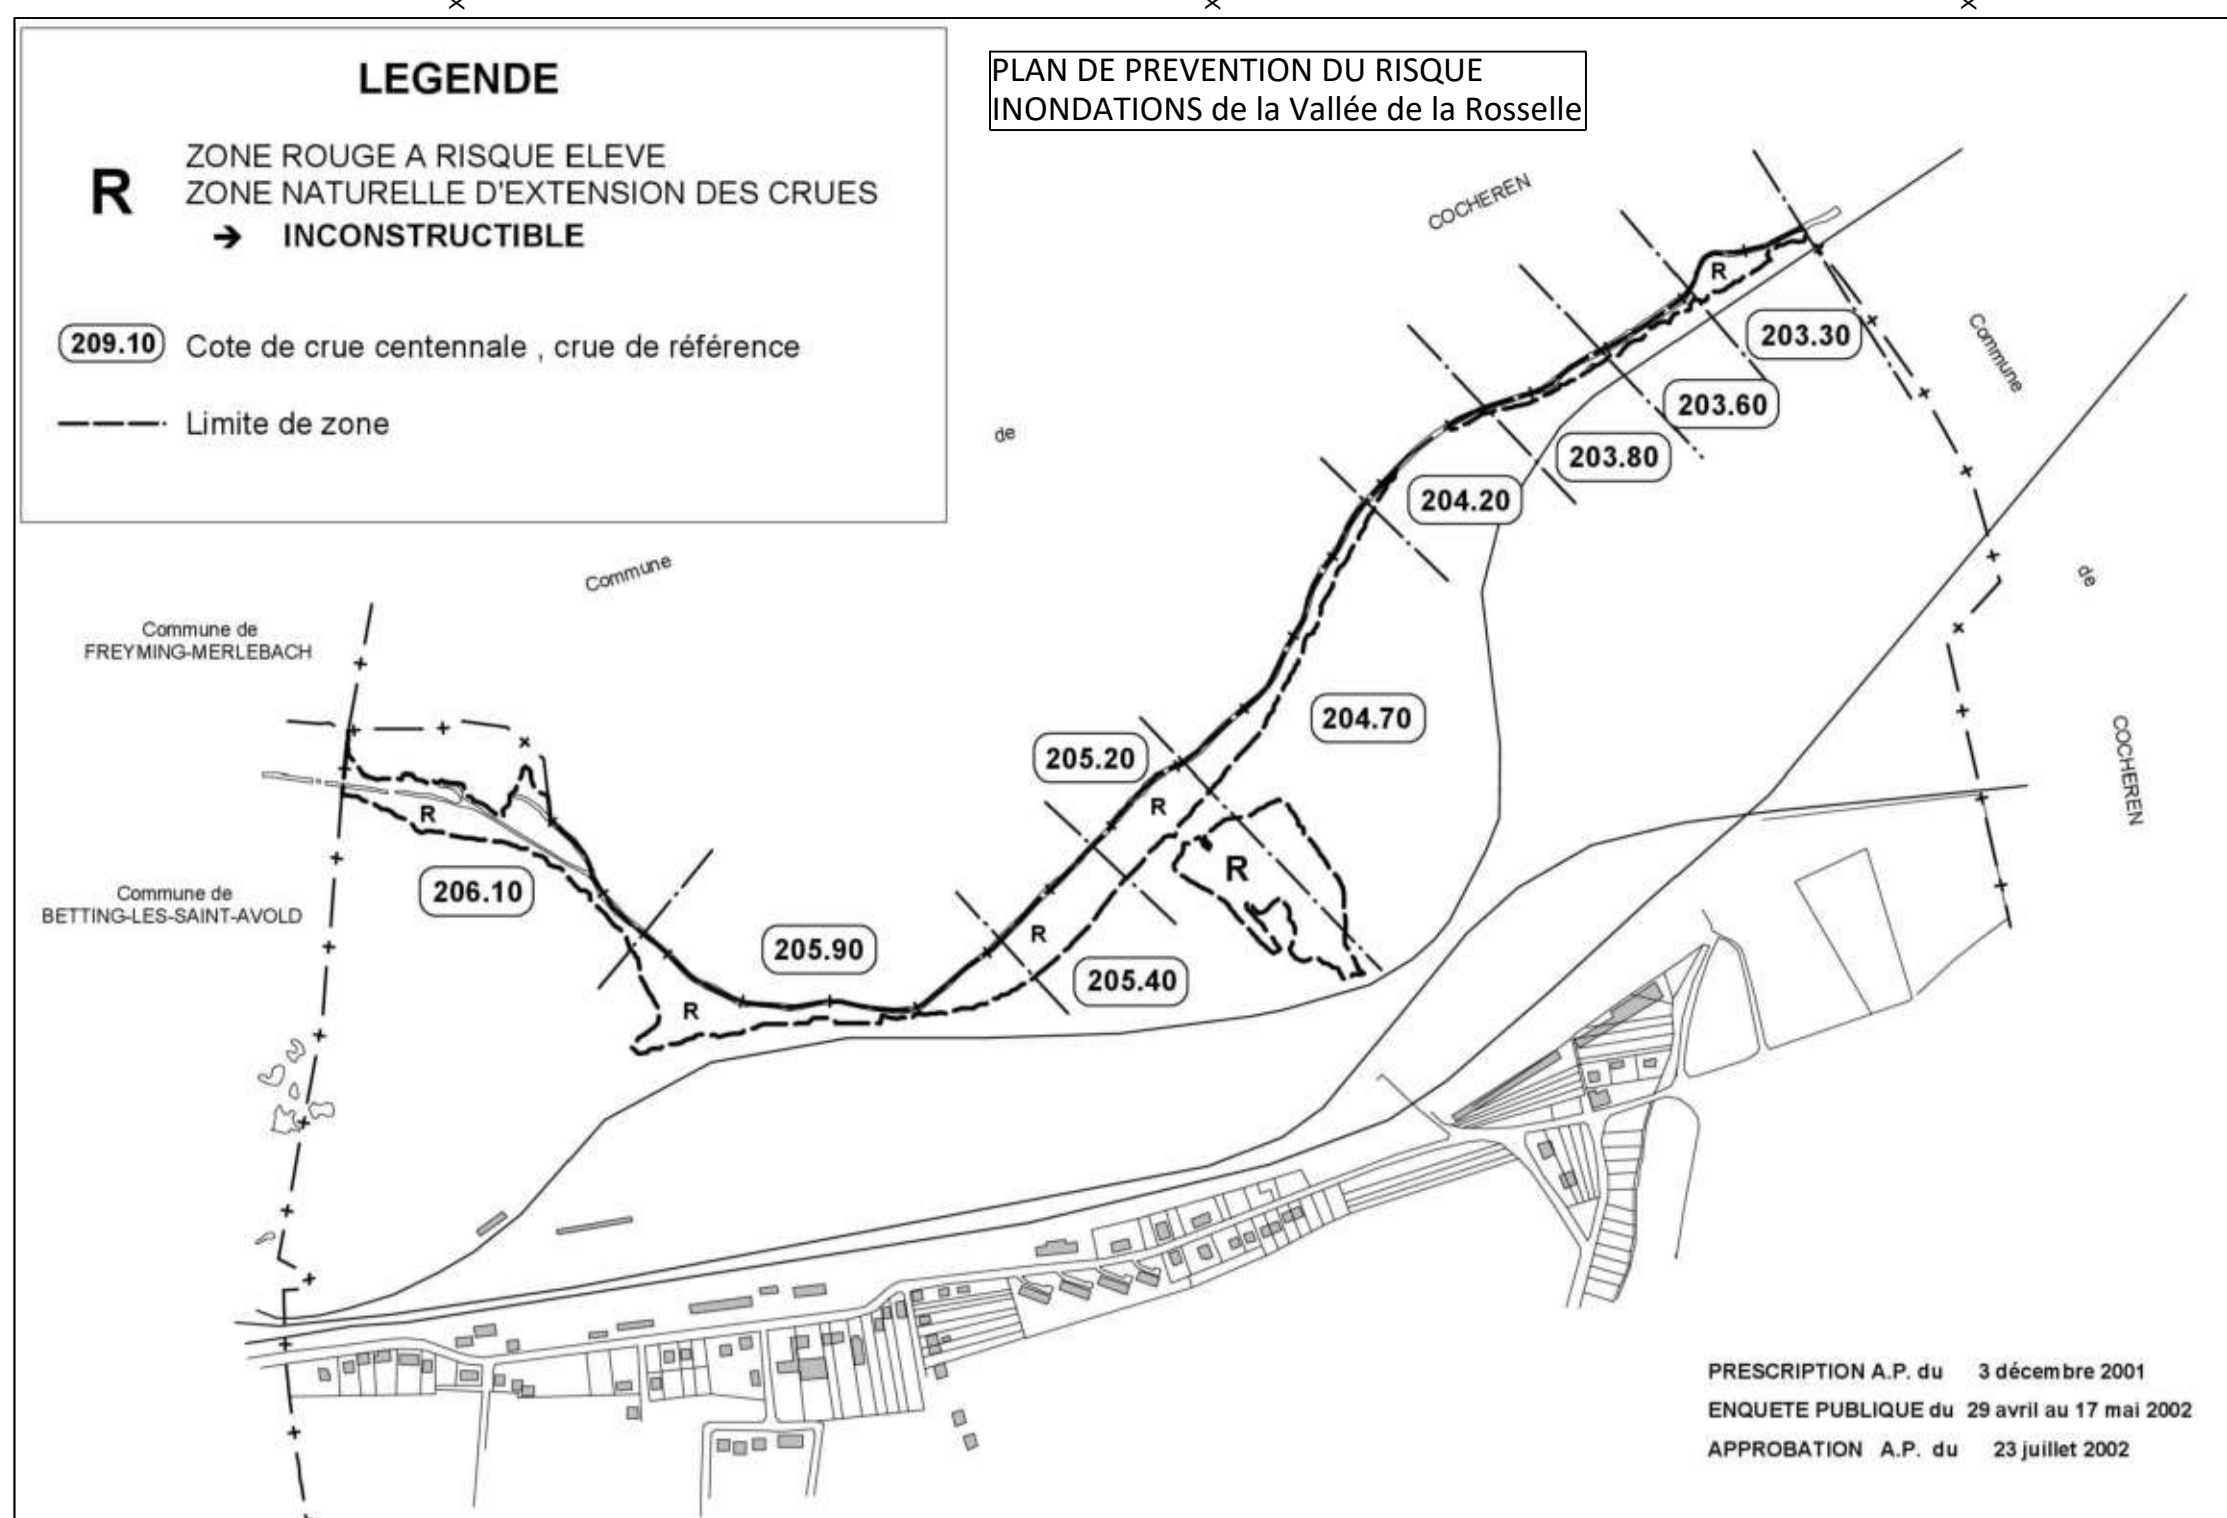 LEGENDE
R
ZONE ROUGE A RISQUE ELEVE
ZONE NATURELLE D'EXTENSION DES CRUES
➔ INCONSTRUCTIBLE
209.10 Cote de crue centennale , crue de référence
Limite de zone
PLAN DE PREVENTION DU RISQUE
INONDATIONS de la Vallée de la Rosselle
COCHEREN
R
203.30
Commune
203.60
de
203.80
204.20
Commune
de
Commune de
FREYMING-MERLEBACH
204.70
205.20
COCHEREN
R
R
R
206.10
Commune de
BETTING-LES-SAINT-AVOLD
205.90
R
205.40
R
PRESCRIPTION A.P. du 3 décembre 2001
ENQUETE PUBLIQUE du 29 avril au 17 mai 2002
APPROBATION A.P. du 23 juillet 2002